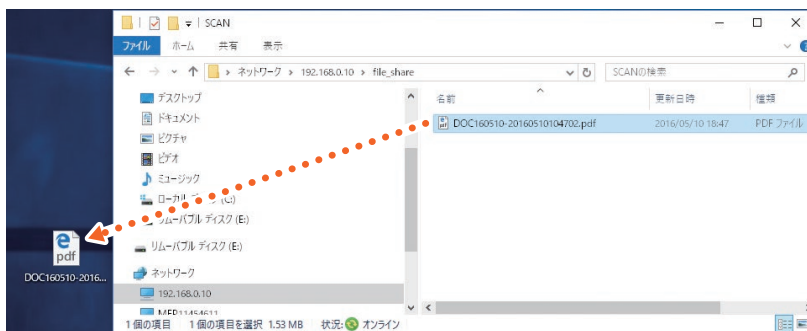 SCAN
ファイル ホーム 共有 表示
ネットワーク > 192.168.0.10 > file_share
SCANの検索
デスクトップ
ドキュメント
ピクチャ
ビデオ
ミュージック
リムーバブル ディスク (E:)
リムーバブル ディスク (E:)
ネットワーク
192.168.0.10
MFP11454611
名前 更新日時 種類
DOC160510-20160510104702.pdf 2016/05/10 18:47 PDF ファイル
pdf
DOC160510-2016...
1個の項目 1個の項目を選択 1.53 MB 状況: オンライン